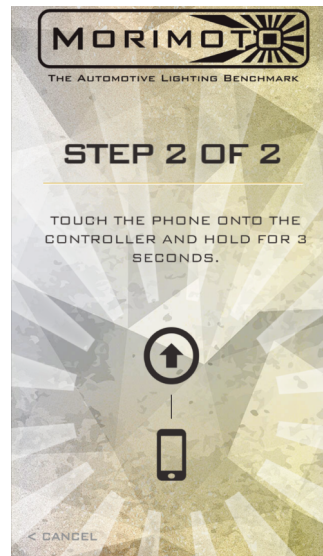 MORIMOTO
THE AUTOMOTIVE LIGHTING BENCHMARK
STEP 2 OF 2
TOUCH THE PHONE ONTO THE
CONTROLLER AND HOLD FOR 3
SECONDS.
< CANCEL